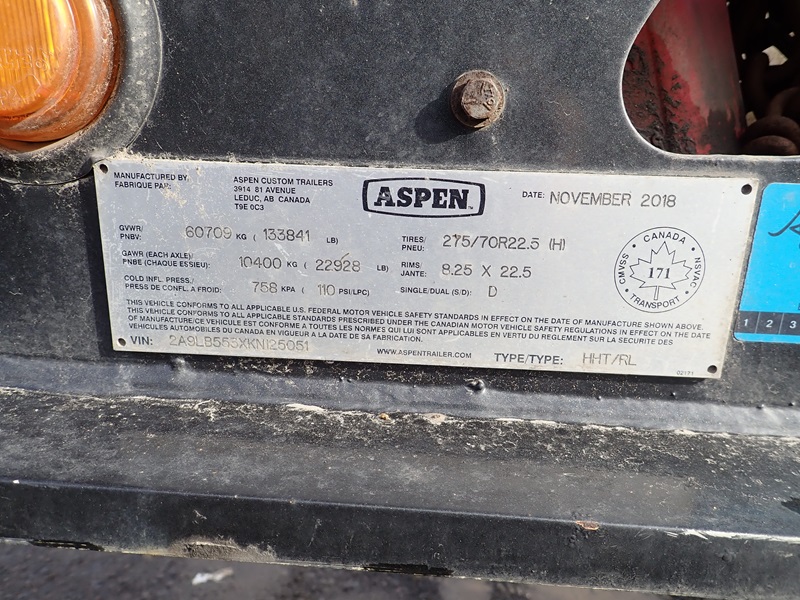 MANUFACTURED BY:
FABRIQUE PAR:
ASPEN CUSTOM TRAILERS
3914 81 AVENUE
LEDUC, AB CANADA
T9E 0C3
ASPEN
DATE: NOVEMBER 2018
GVWR/
PNBV: 60709 KG ( 133841 LB)
TIRES/
PNEU: 275/70R22.5 (H)
GAWR (EACH AXLE)/
PNBE (CHAQUE ESSIEU): 10400 KG ( 22928 LB)
RIMS/
JANTE: 8.25 X 22.5
COLD INFL. PRESS./
PRESS DE CONFL A FROID: 758 KPA ( 110 PSI/LPC)
SINGLE/DUAL (S/D): D
CANADA
CMVSS
171
NSVAC
TRANSPORT
THIS VEHICLE CONFORMS TO ALL APPLICABLE U.S. FEDERAL MOTOR VEHICLE SAFETY STANDARDS IN EFFECT ON THE DATE OF MANUFACTURE SHOWN ABOVE.
THIS VEHICLE CONFORMS TO ALL APPLICABLE STANDARDS PRESCRIBED UNDER THE CANADIAN MOTOR VEHICLE SAFETY REGULATIONS IN EFFECT ON THE DATE
OF MANUFACTURE/CE VEHICULE EST CONFORME A TOUTES LES NORMES QUI LUI SONT APPLICABLES EN VERTU DU REGLEMENT SUR LA SECURITE DES
VEHICULES AUTOMOBILES DU CANADA EN VIGUEUR A LA DATE DE SA FABRICATION.
VIN: 2A9LB555XKN125051
WWW.ASPENTRAILER.COM
TYPE/TYPE: HHT/RL
02171
1 2 3